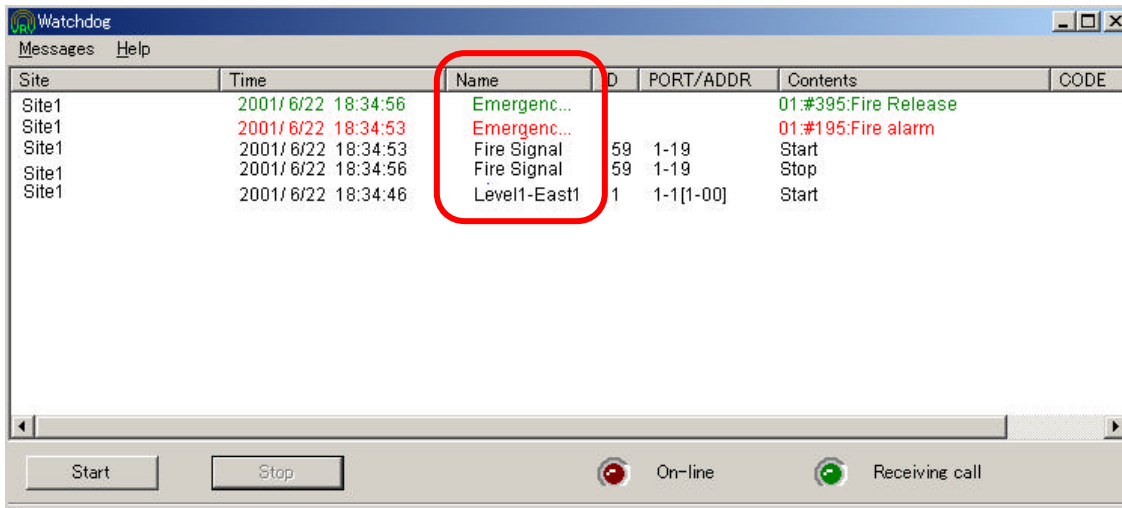 Watchdog
Messages Help
Site Time Name ID PORT/ADDR Contents CODE
Site1 2001/ 6/22 18:34:56 Emergenc... 01:#395:Fire Release
Site1 2001/ 6/22 18:34:53 Emergenc... 01:#195:Fire alarm
Site1 2001/ 6/22 18:34:53 Fire Signal 59 1-19 Start
Site1 2001/ 6/22 18:34:56 Fire Signal 59 1-19 Stop
Site1 2001/ 6/22 18:34:46 Level1-East1 1 1-1[1-00] Start
Start Stop On-line Receiving call